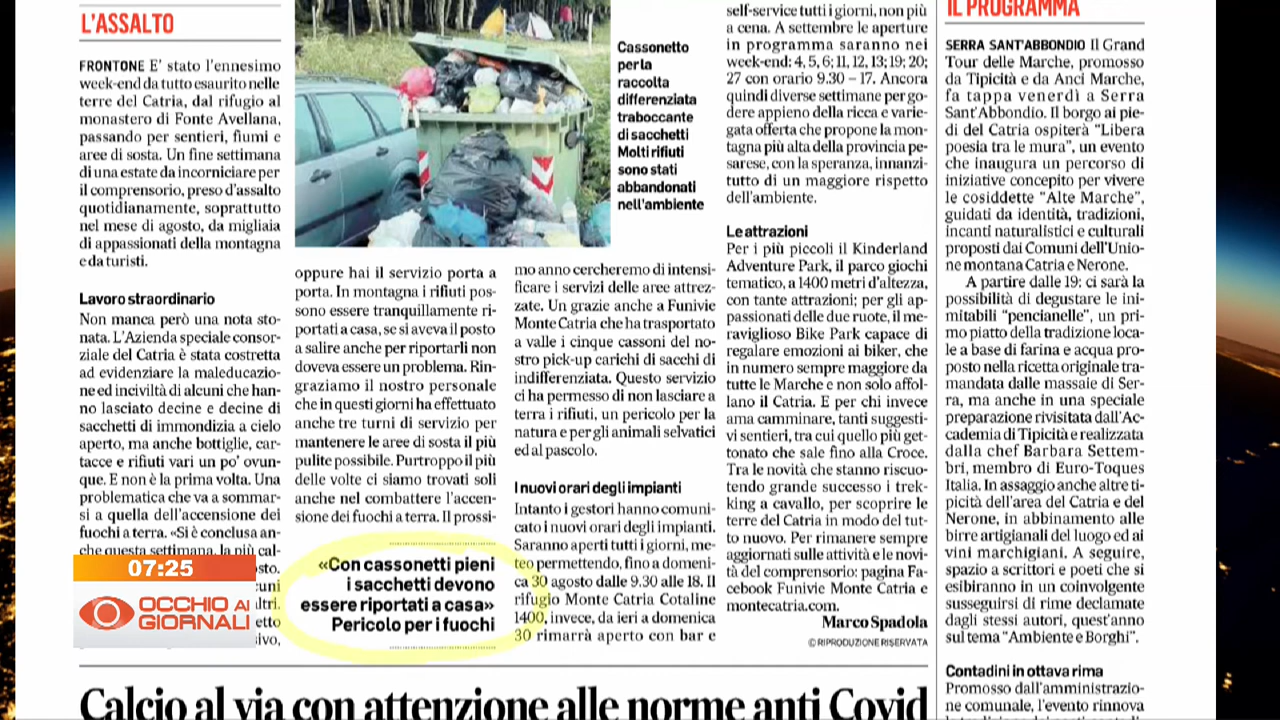 L'ASSALTO
FRONTONE E' stato l'ennesimo
week-end da tutto esaurito nelle
terre del Catria, dal rifugio al
monastero di Fonte Avellana,
passando per sentieri, fiumi e
aree di sosta. Un fine settimana
di una estate da incorniciare per
il comprensorio, preso d'assalto
quotidianamente, soprattutto
nel mese di agosto, da migliaia
di appassionati della montagna
e da turisti.
Lavoro straordinario
Non manca però una nota sto-
nata. L'Azienda speciale consor-
ziale del Catria è stata costretta
ad evidenziare la maleducazio-
ne ed inciviltà di alcuni che han-
no lasciato decine e decine di
sacchetti di immondizia a cielo
aperto, ma anche bottiglie, car-
tacce e rifiuti vari un po' ovun-
que. E non è la prima volta. Una
problematica che va a sommar-
si a quella dell'accensione dei
fuochi a terra. «Si è conclusa an-
che questa settimana, la più cal-
osto.
cuni
ltri.
etto
sivo,
07:25
OCCHIO AI
GIORNALI
Cassonetto
per la
raccolta
differenziata
traboccante
di sacchetti
Molti rifiuti
sono stati
abbandonati
nell'ambiente
oppure hai il servizio porta a
porta. In montagna i rifiuti pos-
sono essere tranquillamente ri-
portati a casa, se si aveva il posto
a salire anche per riportarli non
doveva essere un problema. Rin-
graziamo il nostro personale
che in questi giorni ha effettuato
anche tre turni di servizio per
mantenere le aree di sosta il più
pulite possibile. Purtroppo il più
delle volte ci siamo trovati soli
anche nel combattere l'accen-
sione dei fuochi a terra. Il prossi-
«Con cassonetti pieni
i sacchetti devono
essere riportati a casa»
Pericolo per i fuochi
mo anno cercheremo di intensi-
ficare i servizi delle aree attrez-
zate. Un grazie anche a Funivie
Monte Catria che ha trasportato
a valle i cinque cassoni del no-
stro pick-up carichi di sacchi di
indifferenziata. Questo servizio
ci ha permesso di non lasciare a
terra i rifiuti, un pericolo per la
natura e per gli animali selvatici
ed al pascolo.
I nuovi orari degli impianti
Intanto i gestori hanno comuni-
cato i nuovi orari degli impianti.
Saranno aperti tutti i giorni, me-
teo permettendo, fino a domeni-
ca 30 agosto dalle 9.30 alle 18. Il
rifugio Monte Catria Cotaline
1400, invece, da ieri a domenica
30 rimarrà aperto con bar e
self-service tutti i giorni, non più
a cena. A settembre le aperture
in programma saranno nei
week-end: 4, 5, 6; 11, 12, 13; 19; 20;
27 con orario 9.30 – 17. Ancora
quindi diverse settimane per go-
dere appieno della ricca e varie-
gata offerta che propone la mon-
tagna più alta della provincia pe-
sarese, con la speranza, innanzi-
tutto di un maggiore rispetto
dell'ambiente.
Le attrazioni
Per i più piccoli il Kinderland
Adventure Park, il parco giochi
tematico, a 1400 metri d'altezza,
con tante attrazioni; per gli ap-
passionati delle due ruote, il me-
raviglioso Bike Park capace di
regalare emozioni ai biker, che
in numero sempre maggiore da
tutte le Marche e non solo affol-
lano il Catria. E per chi invece
ama camminare, tanti suggesti-
vi sentieri, tra cui quello più get-
tonato che sale fino alla Croce.
Tra le novità che stanno riscuo-
tendo grande successo i trek-
king a cavallo, per scoprire le
terre del Catria in modo del tut-
to nuovo. Per rimanere sempre
aggiornati sulle attività e le novi-
tà del comprensorio: pagina Fa-
cebook Funivie Monte Catria e
montecatria.com.
Marco Spadola
© RIPRODUZIONE RISERVATA
IL PROGRAMMA
SERRA SANT'ABBONDIO Il Grand
Tour delle Marche, promosso
da Tipicità e da Anci Marche,
fa tappa venerdì a Serra
Sant'Abbondio. Il borgo ai pie-
di del Catria ospiterà “Libera
poesia tra le mura”, un evento
che inaugura un percorso di
iniziative concepito per vivere
le cosiddette “Alte Marche”,
guidati da identità, tradizioni,
incanti naturalistici e culturali
proposti dai Comuni dell'Unio-
ne montana Catria e Nerone.
A partire dalle 19: ci sarà la
possibilità di degustare le ini-
mitabili “pencianelle”, un pri-
mo piatto della tradizione loca-
le a base di farina e acqua pro-
posto nella ricetta originale tra-
mandata dalle massaie di Ser-
ra, ma anche in una speciale
preparazione rivisitata dall'Ac-
cademia di Tipicità e realizzata
dalla chef Barbara Settem-
bri, membro di Euro-Toques
Italia. In assaggio anche altre ti-
picità dell'area del Catria e del
Nerone, in abbinamento alle
birre artigianali del luogo ed ai
vini marchigiani. A seguire,
spazio a scrittori e poeti che si
esibiranno in un coinvolgente
susseguirsi di rime declamate
dagli stessi autori, quest'anno
sul tema “Ambiente e Borghi”.
Contadini in ottava rima
Promosso dall'amministrazio-
ne comunale, l'evento rinnova
Calcio al via con attenzione alle norme anti Covid